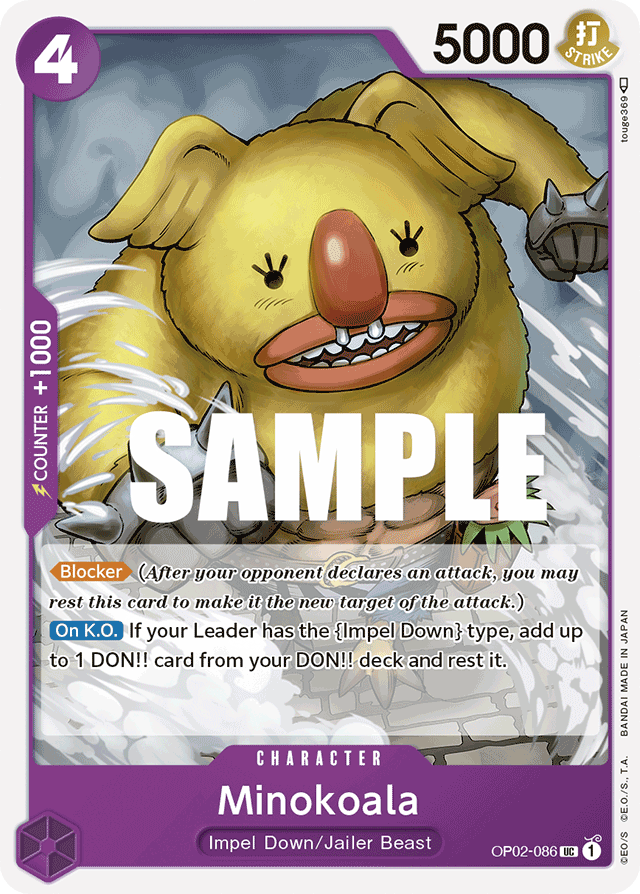 4
5000
打
STRIKE
touge369
COUNTER +1000
SAMPLE
Blocker (After your opponent declares an attack, you may
rest this card to make it the new target of the attack.)
On K.O. If your Leader has the {Impel Down} type, add up
to 1 DON!! card from your DON!! deck and rest it.
CHARACTER
Minokoala
Impel Down/Jailer Beast
OP02-086 UC 1
©EO/S ©E.O./S., T.A. BANDAI MADE IN JAPAN